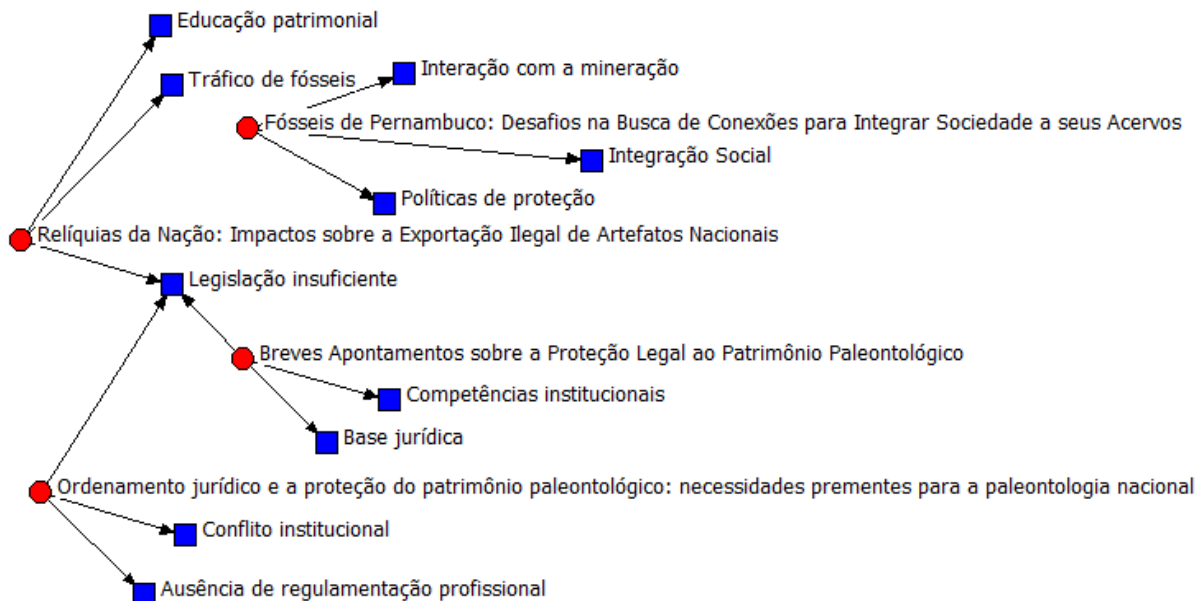 Educação patrimonial
Tráfico de fósseis
Interação com a mineração
Fósseis de Pernambuco: Desafios na Busca de Conexões para Integrar Sociedade a seus Acervos
Integração Social
Políticas de proteção
Relíquias da Nação: Impactos sobre a Exportação Ilegal de Artefatos Nacionais
Legislação insuficiente
Breves Apontamentos sobre a Proteção Legal ao Patrimônio Paleontológico
Competências institucionais
Base jurídica
Ordenamento jurídico e a proteção do patrimônio paleontológico: necessidades prementes para a paleontologia nacional
Conflito institucional
Ausência de regulamentação profissional